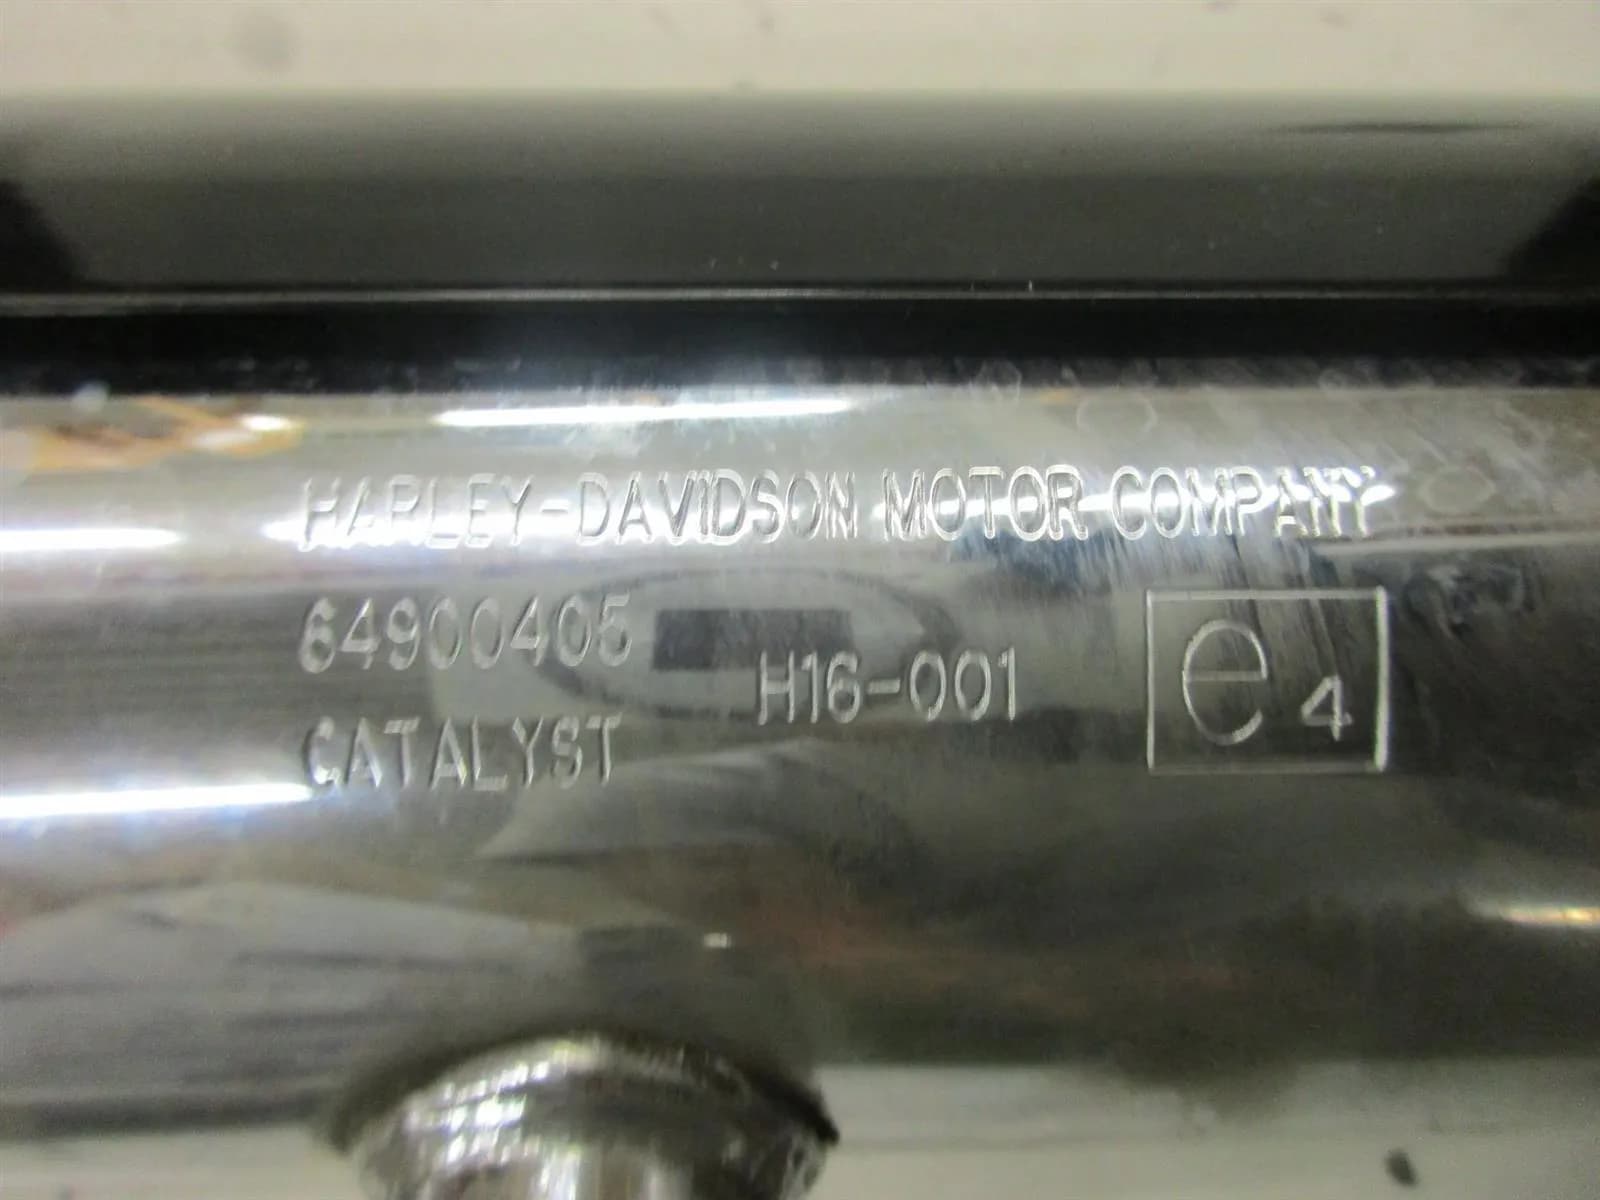 HARLEY-DAVIDSON MOTOR COMPANY
64900405
H16-001
e4
CATALYST